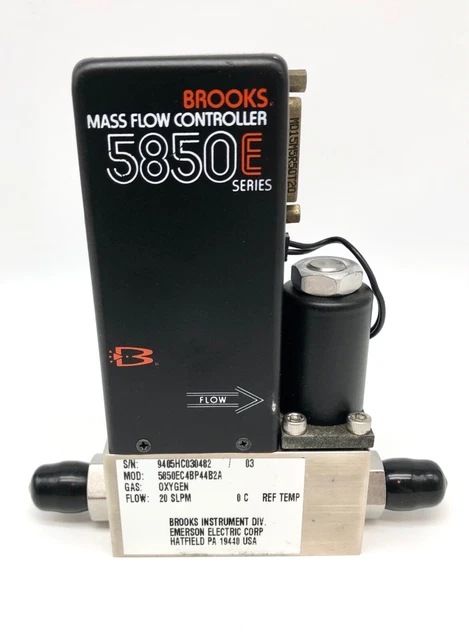 BROOKS
MASS FLOW CONTROLLER
5850E
SERIES
MD15M5850120
B
FLOW
S/N: 9405HC030482 / 03
MOD: 5850EC4BP44B2A
GAS: OXYGEN
FLOW: 20 SLPM 0 C REF TEMP
BROOKS INSTRUMENT DIV.
EMERSON ELECTRIC CORP
HATFIELD PA 19440 USA